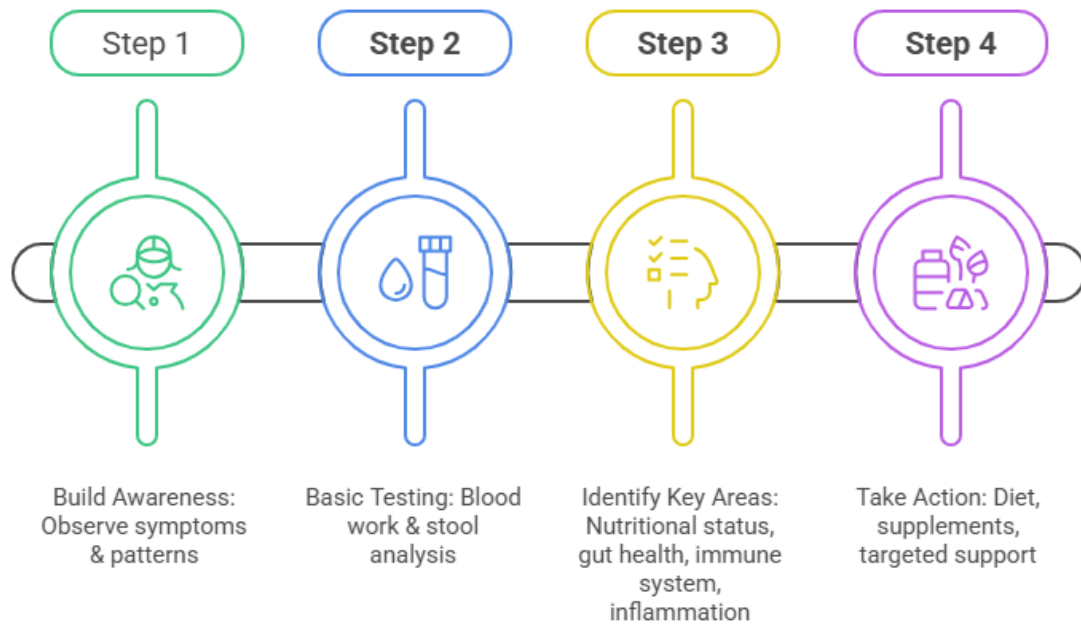 Step 1
Step 2
Step 3
Step 4
Build Awareness:
Observe symptoms
& patterns
Basic Testing: Blood
work & stool
analysis
Identify Key Areas:
Nutritional status,
gut health, immune
system,
inflammation
Take Action: Diet,
supplements,
targeted support